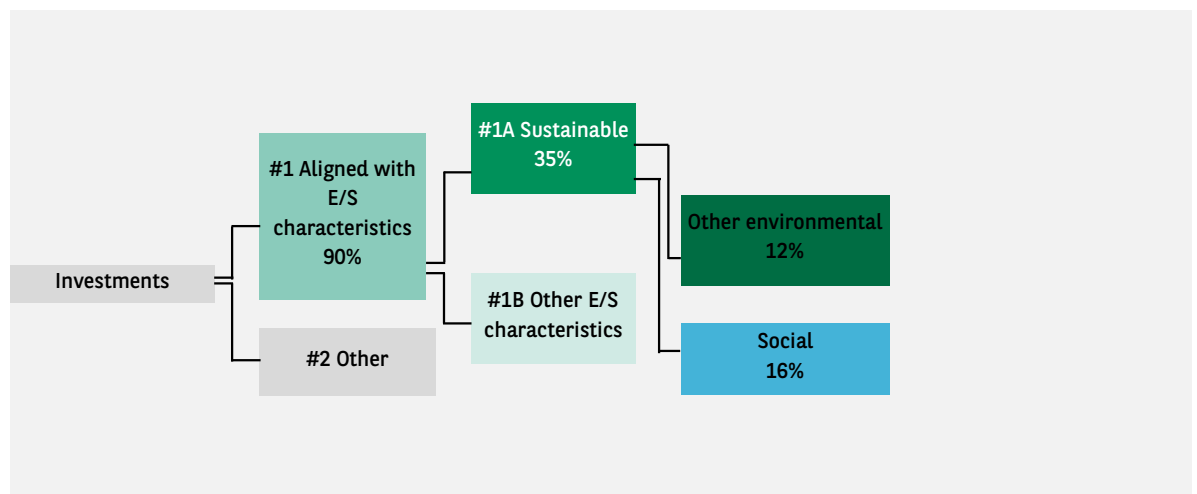 Investments
#1 Aligned with
E/S
characteristics
90%
#2 Other
#1A Sustainable
35%
#1B Other E/S
characteristics
Other environmental
12%
Social
16%